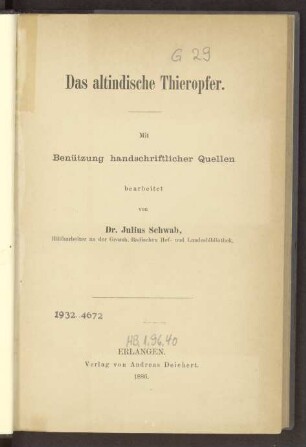 G 29
Das altindische Thieropfer.
Mit
Benützung handschriftlicher Quellen
bearbeitet
von
Dr. Julius Schwab,
Bibliothekar an der Grossh. Badischen Hof- und Landesbibliothek.
1932 4672
HB 1,96,40
ERLANGEN.
Verlag von Andreas Deichert.
1886.